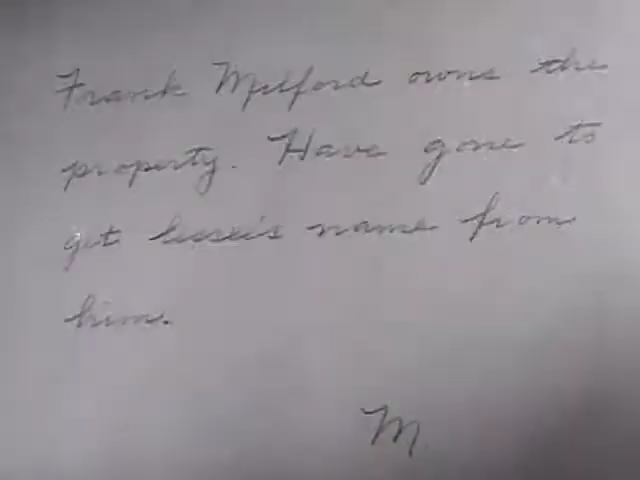 Frank Milford owns the
property. Have gone to
get lessee's name from
him.
M